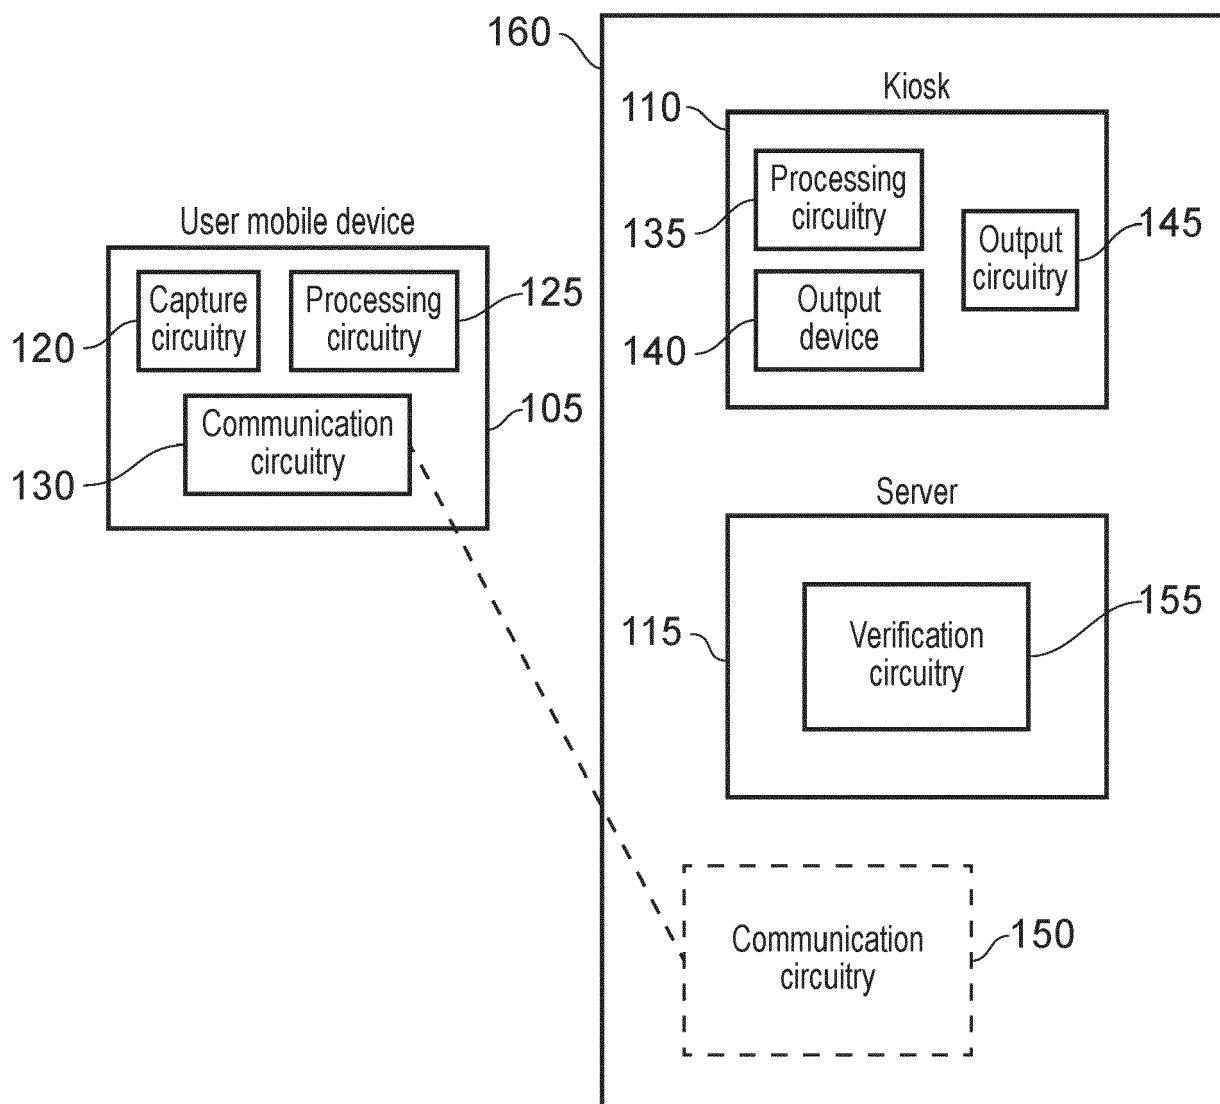 160
Kiosk
110
Processing
circuitry
135
Output
circuitry
145
Output
device
140
User mobile device
Capture
circuitry
120
Processing
circuitry
125
105
Communication
circuitry
130
Server
115
Verification
circuitry
155
Communication
circuitry
150